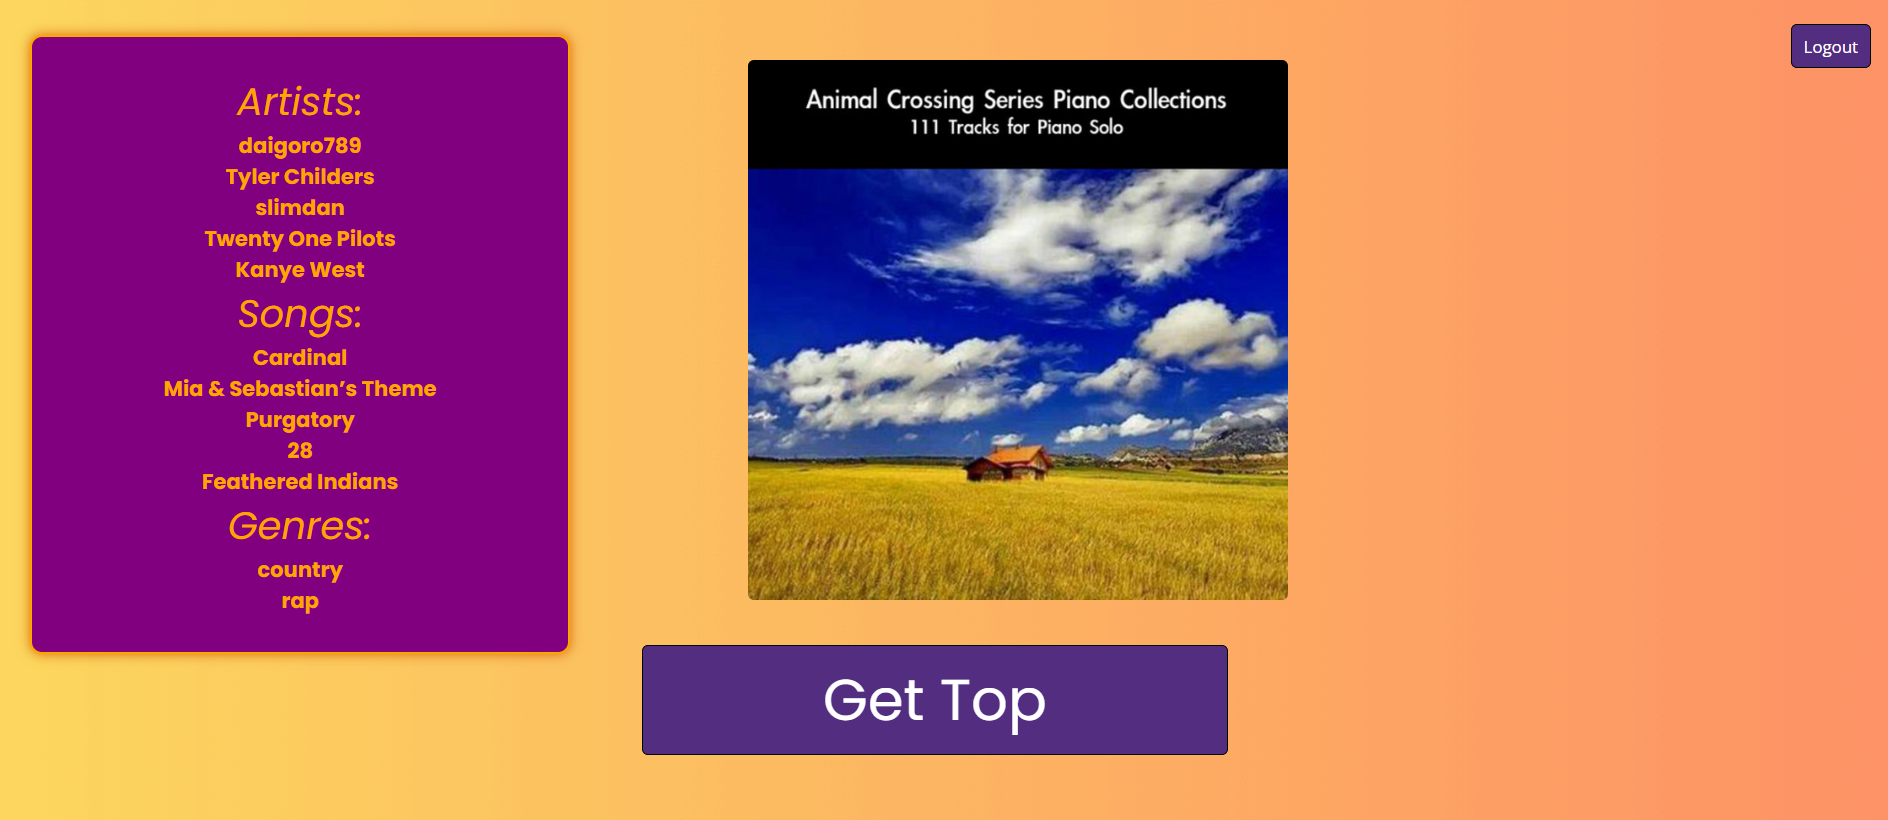 Artists:
daigoro789
Tyler Childers
slimdan
Twenty One Pilots
Kanye West
Songs:
Cardinal
Mia & Sebastian’s Theme
Purgatory
28
Feathered Indians
Genres:
country
rap
Animal Crossing Series Piano Collections
111 Tracks for Piano Solo
Get Top
Logout